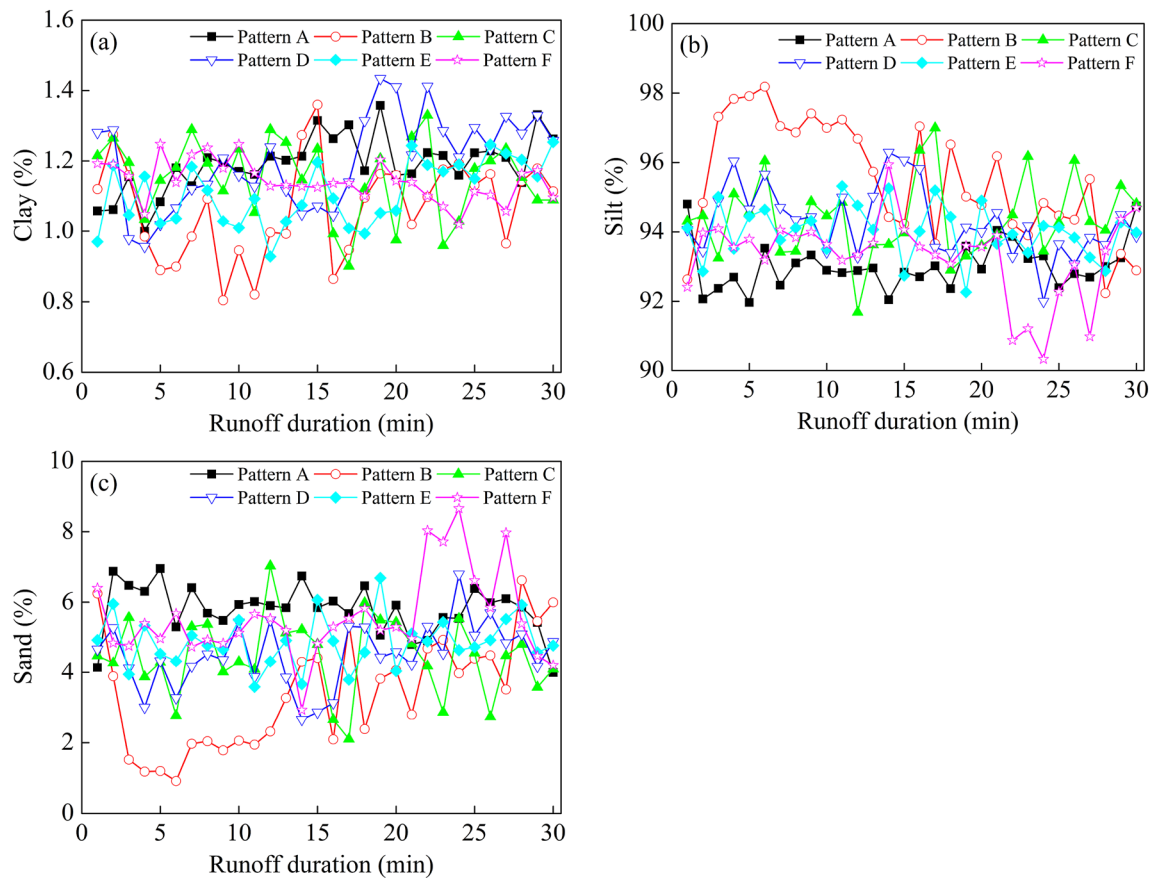 (a)
Pattern A Pattern B Pattern C
Pattern D Pattern E Pattern F
Clay (%)
1.6
1.4
1.2
1.0
0.8
0.6
0 5 10 15 20 25 30
Runoff duration (min)
(b)
Pattern A Pattern B Pattern C
Pattern D Pattern E Pattern F
Silt (%)
100
98
96
94
92
90
0 5 10 15 20 25 30
Runoff duration (min)
(c)
Pattern A Pattern B Pattern C
Pattern D Pattern E Pattern F
Sand (%)
10
8
6
4
2
0
0 5 10 15 20 25 30
Runoff duration (min)